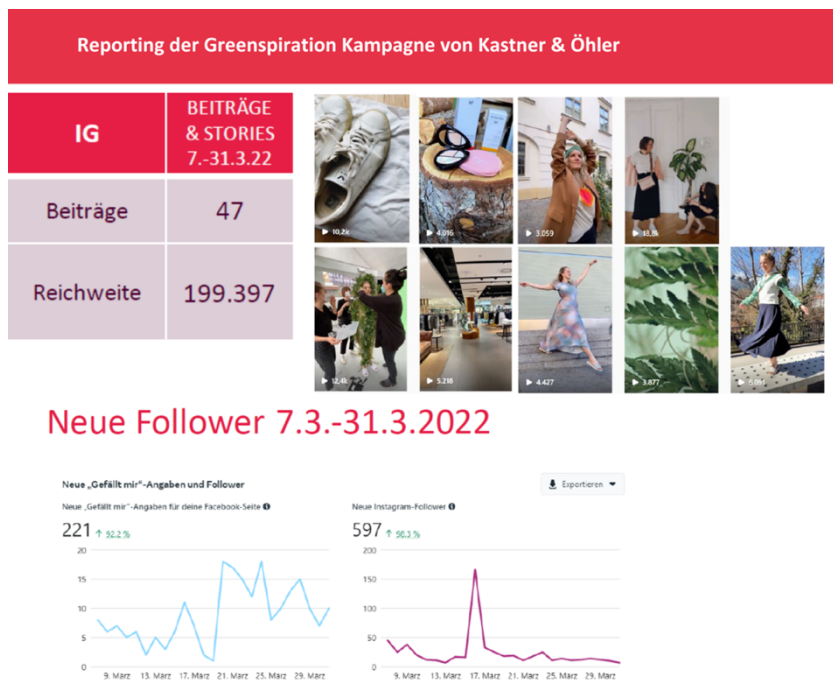 Reporting der Greenspiration Kampagne von Kastner & Öhler
IG
BEITRÄGE
& STORIES
7.-31.3.22
Beiträge
47
Reichweite
199.397
10,2k
4.016
3.059
12,4k
5.218
4.427
3.877
Neue Follower 7.3.-31.3.2022
Neue „Gefällt mir“-Angaben und Follower
Exportieren
Neue „Gefällt mir“-Angaben für deine Facebook-Seite
221 ↑ 92.2 %
20
15
10
5
0
9. März 13. März 17. März 21. März 25. März 29. März
Neue Instagram-Follower
597 ↑ 98.3 %
200
150
100
50
0
9. März 13. März 17. März 21. März 25. März 29. März